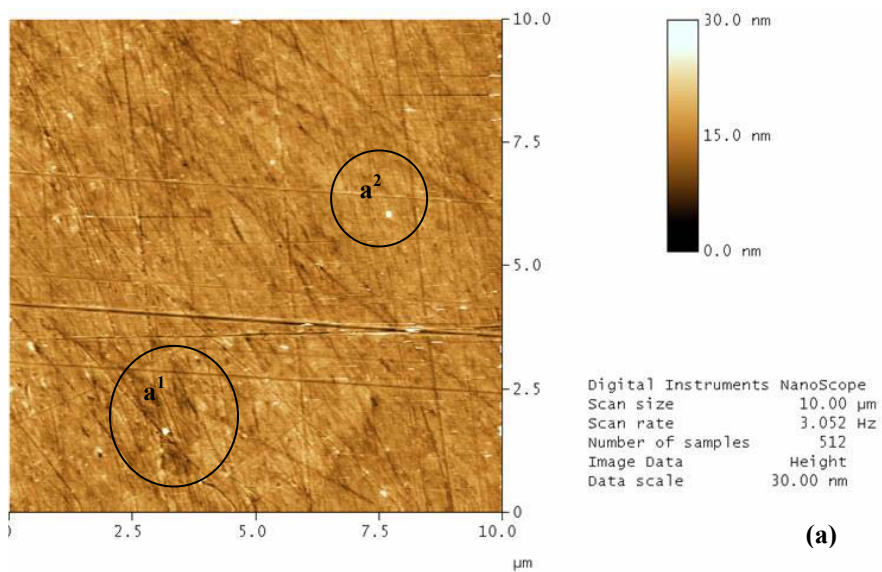 10.0
7.5
5.0
2.5
0
2.5
5.0
7.5
10.0
µm
a2
a1
30.0 nm
15.0 nm
0.0 nm
Digital Instruments NanoScope
Scan size 10.00 µm
Scan rate 3.052 Hz
Number of samples 512
Image Data Height
Data scale 30.00 nm
(a)